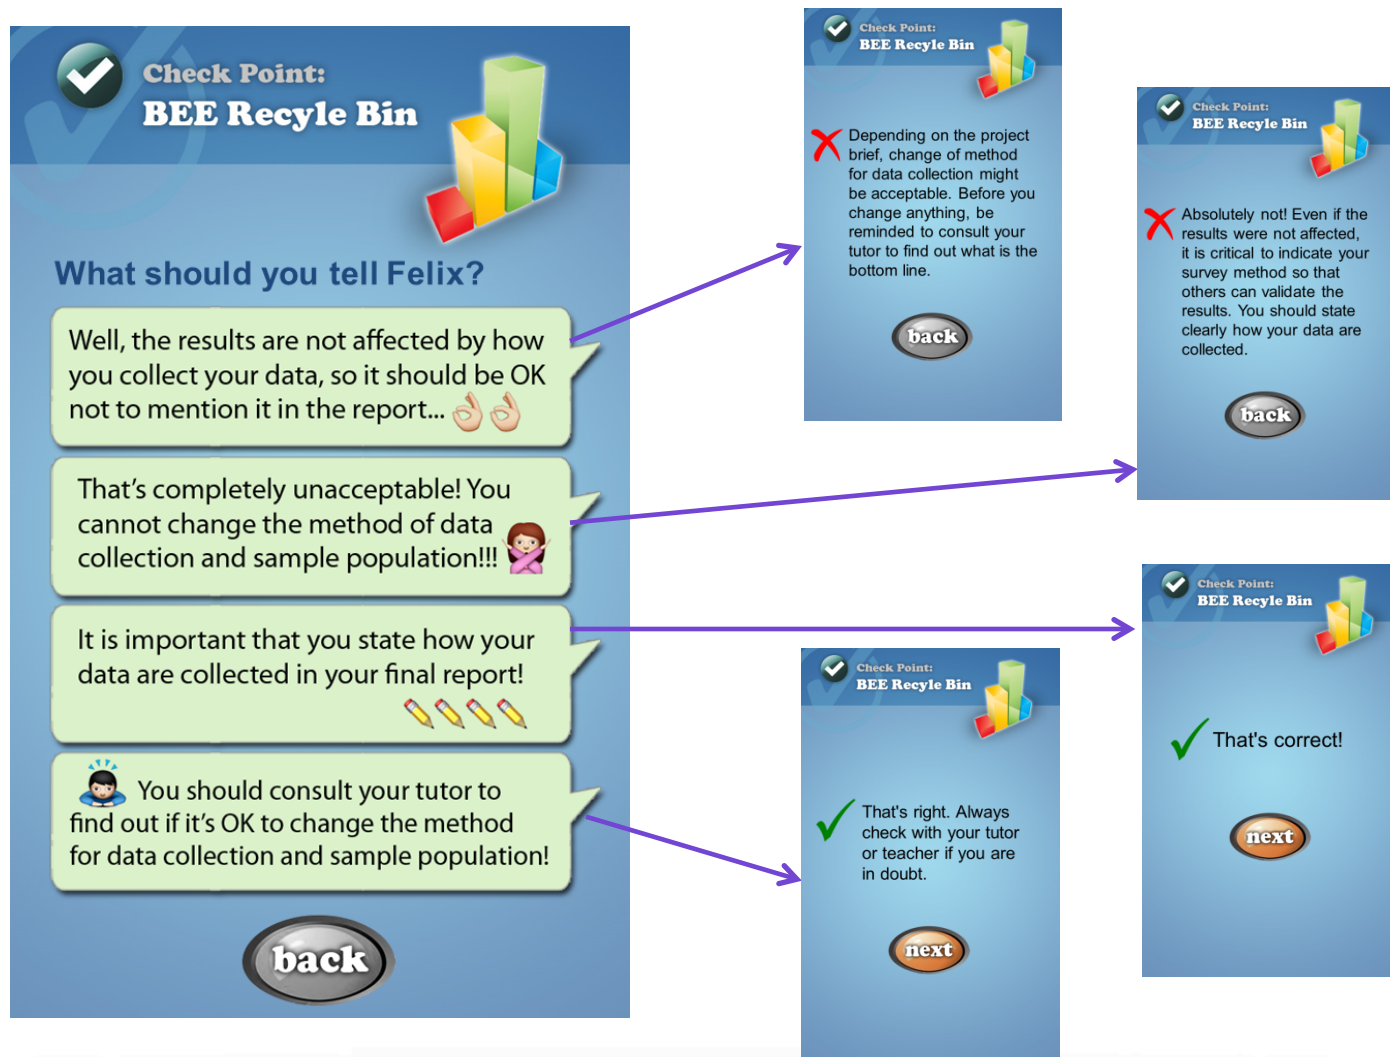 Check Point:
BEE Recyle Bin
What should you tell Felix?
Well, the results are not affected by how
you collect your data, so it should be OK
not to mention it in the report...
That's completely unacceptable! You
cannot change the method of data
collection and sample population!!!
It is important that you state how your
data are collected in your final report!
You should consult your tutor to
find out if it's OK to change the method
for data collection and sample population!
back
Check Point:
BEE Recyle Bin
Depending on the project
brief, change of method
for data collection might
be acceptable. Before you
change anything, be
reminded to consult your
tutor to find out what is the
bottom line.
back
Check Point:
BEE Recyle Bin
Absolutely not! Even if the
results were not affected,
it is critical to indicate your
survey method so that
others can validate the
results. You should state
clearly how your data are
collected.
back
Check Point:
BEE Recyle Bin
That's right. Always
check with your tutor
or teacher if you are
in doubt.
next
Check Point:
BEE Recyle Bin
That's correct!
next